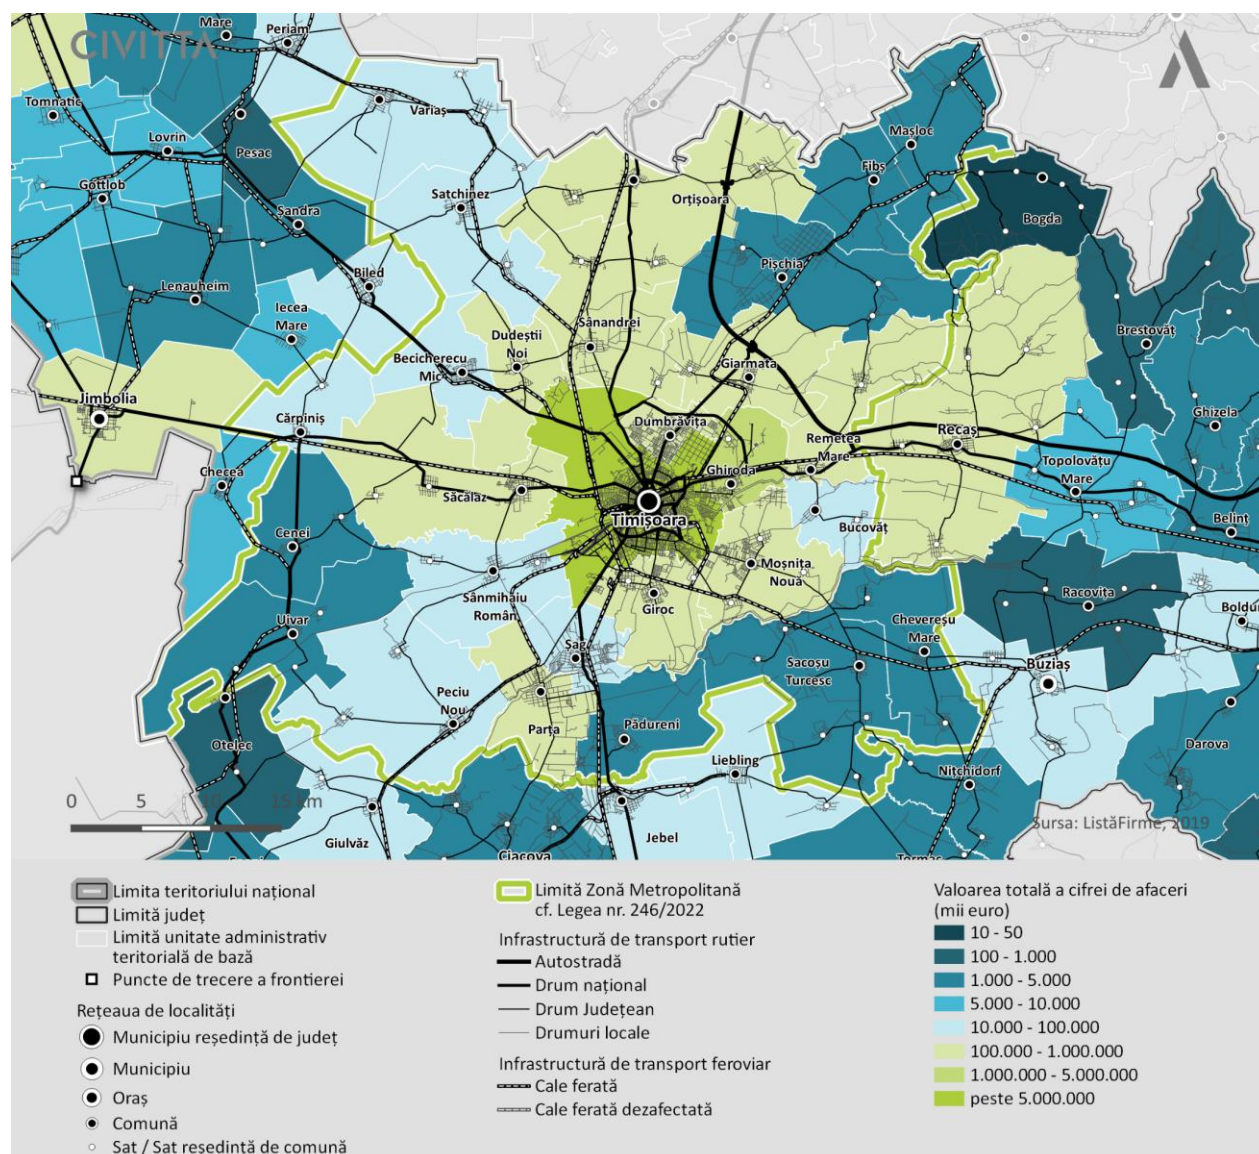 CIVITTA
Mare
Periam
Tomnatic
Variaș
Lovrin
Pesac
Mașloc
Fibș
Gottlob
Satchinez
Orțișoara
Șandra
Bogda
Pișchia
Biled
Lenauheim
Iecea
Mare
Sânandrei
Dudeștii
Noi
Brestovăț
Becicherecu
Mic
Giarmata
Jimbolia
Cărpiniș
Dumbrăvița
Ghizela
Remetea
Mare
Recaș
Checea
Săcălaz
Ghiroda
Topolovățu
Mare
Timișoara
Bucovăț
Belinț
Cenei
Moșnița
Nouă
Sânmihaiu
Român
Giroc
Racovița
Uivar
Chevereșu
Mare
Boldur
Șag
Sacoșu
Turcesc
Buziaș
Peciu
Nou
Parța
Pădureni
Otelec
Liebling
Darova
Nițchidorf
0 5 10 15 km
Giulvăz
Jebel
Sursa: ListăFirme, 2019
Ciacova
Limita teritoriului național
Limită județ
Limită unitate administrativ
teritorială de bază
Puncte de trecere a frontierei
Rețeaua de localități
Municipiu reședință de județ
Municipiu
Oraș
Comună
Sat / Sat resedintă de comună
Limită Zonă Metropolitană
cf. Legea nr. 246/2022
Infrastructură de transport rutier
Autostradă
Drum național
Drum Județean
Drumuri locale
Infrastructură de transport feroviar
Cale ferată
Cale ferată dezafectată
Valoarea totală a cifrei de afaceri
(mii euro)
10 - 50
100 - 1.000
1.000 - 5.000
5.000 - 10.000
10.000 - 100.000
100.000 - 1.000.000
1.000.000 - 5.000.000
peste 5.000.000